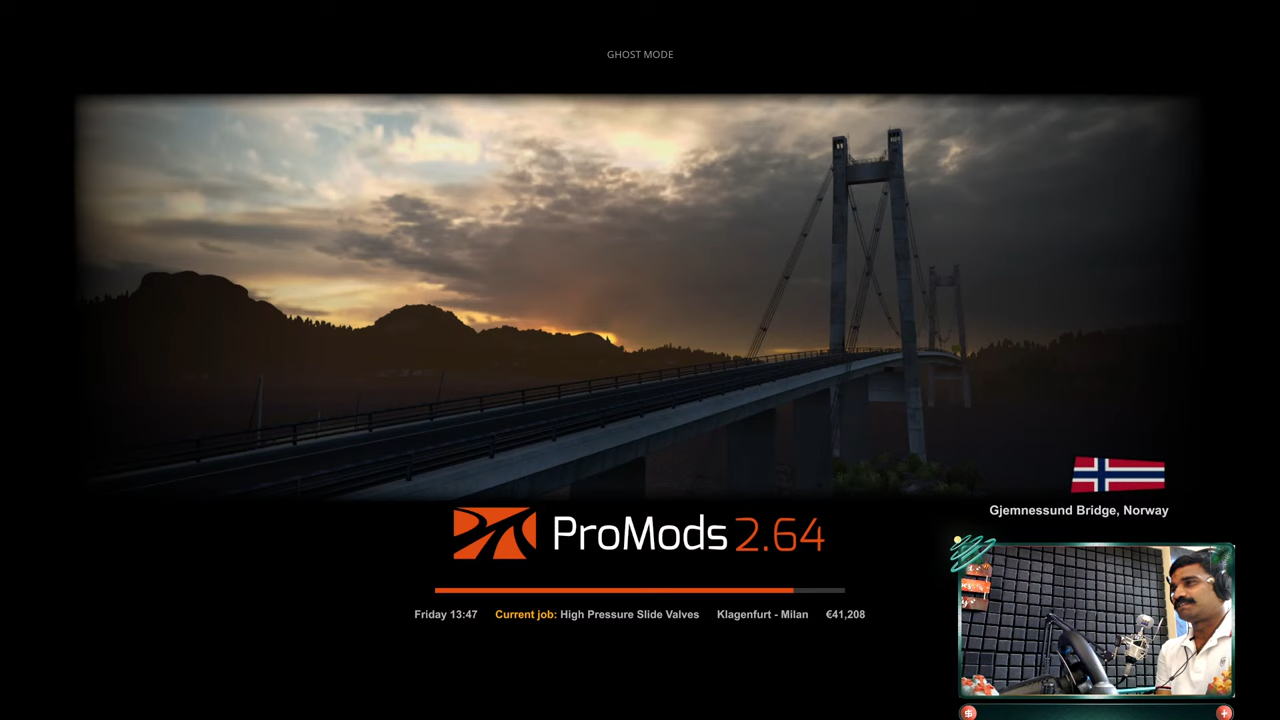 GHOST MODE
Gjemnessund Bridge, Norway
ProMods 2.64
Friday 13:47 Current job: High Pressure Slide Valves Klagenfurt - Milan €41,208